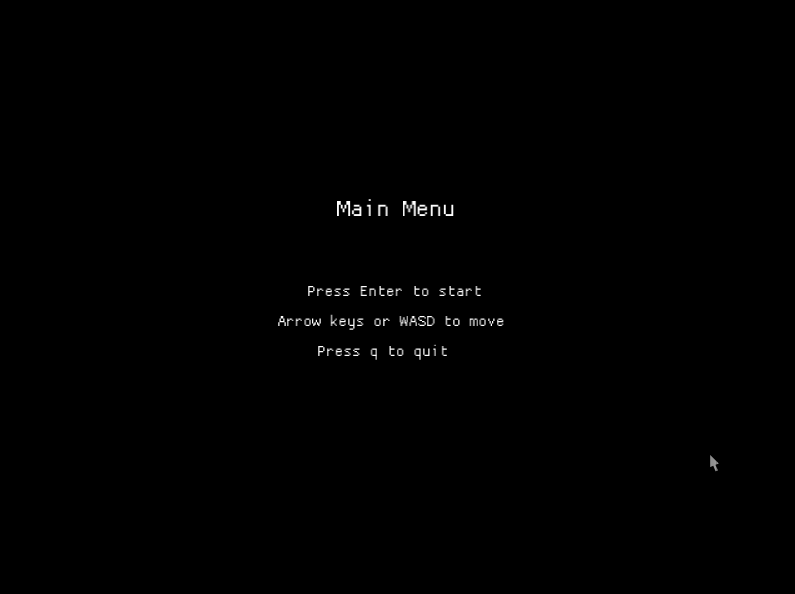 Main Menu
Press Enter to start
Arrow keys or WASD to move
Press q to quit